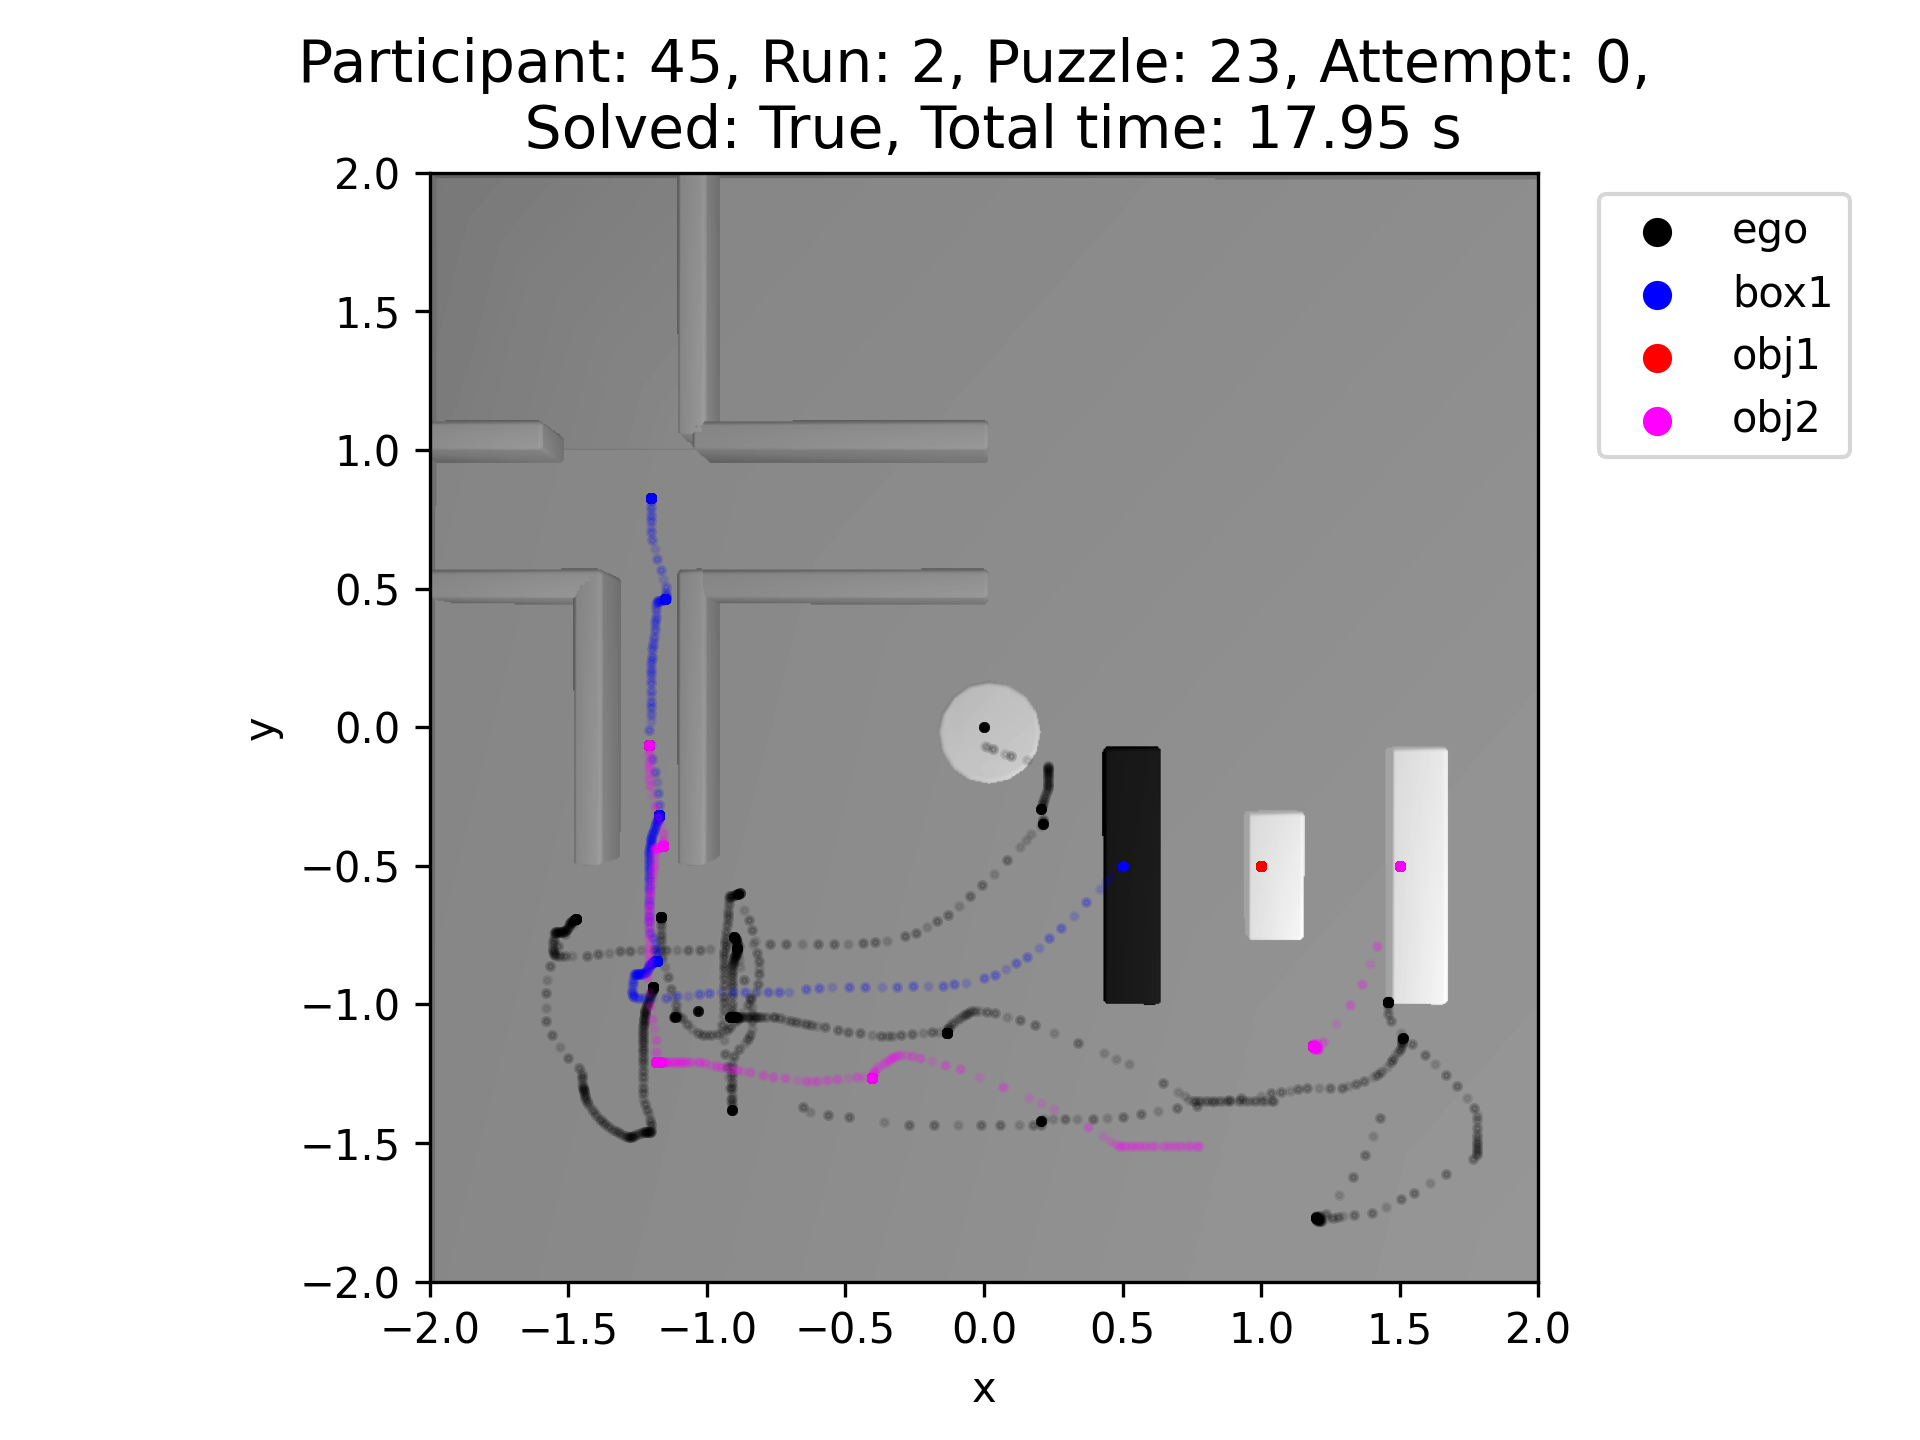 Participant: 45, Run: 2, Puzzle: 23, Attempt: 0,
Solved: True, Total time: 17.95 s
2.0
1.5
1.0
0.5
0.0
−0.5
−1.0
−1.5
−2.0
y
−2.0 −1.5 −1.0 −0.5 0.0 0.5 1.0 1.5 2.0
x
ego
box1
obj1
obj2